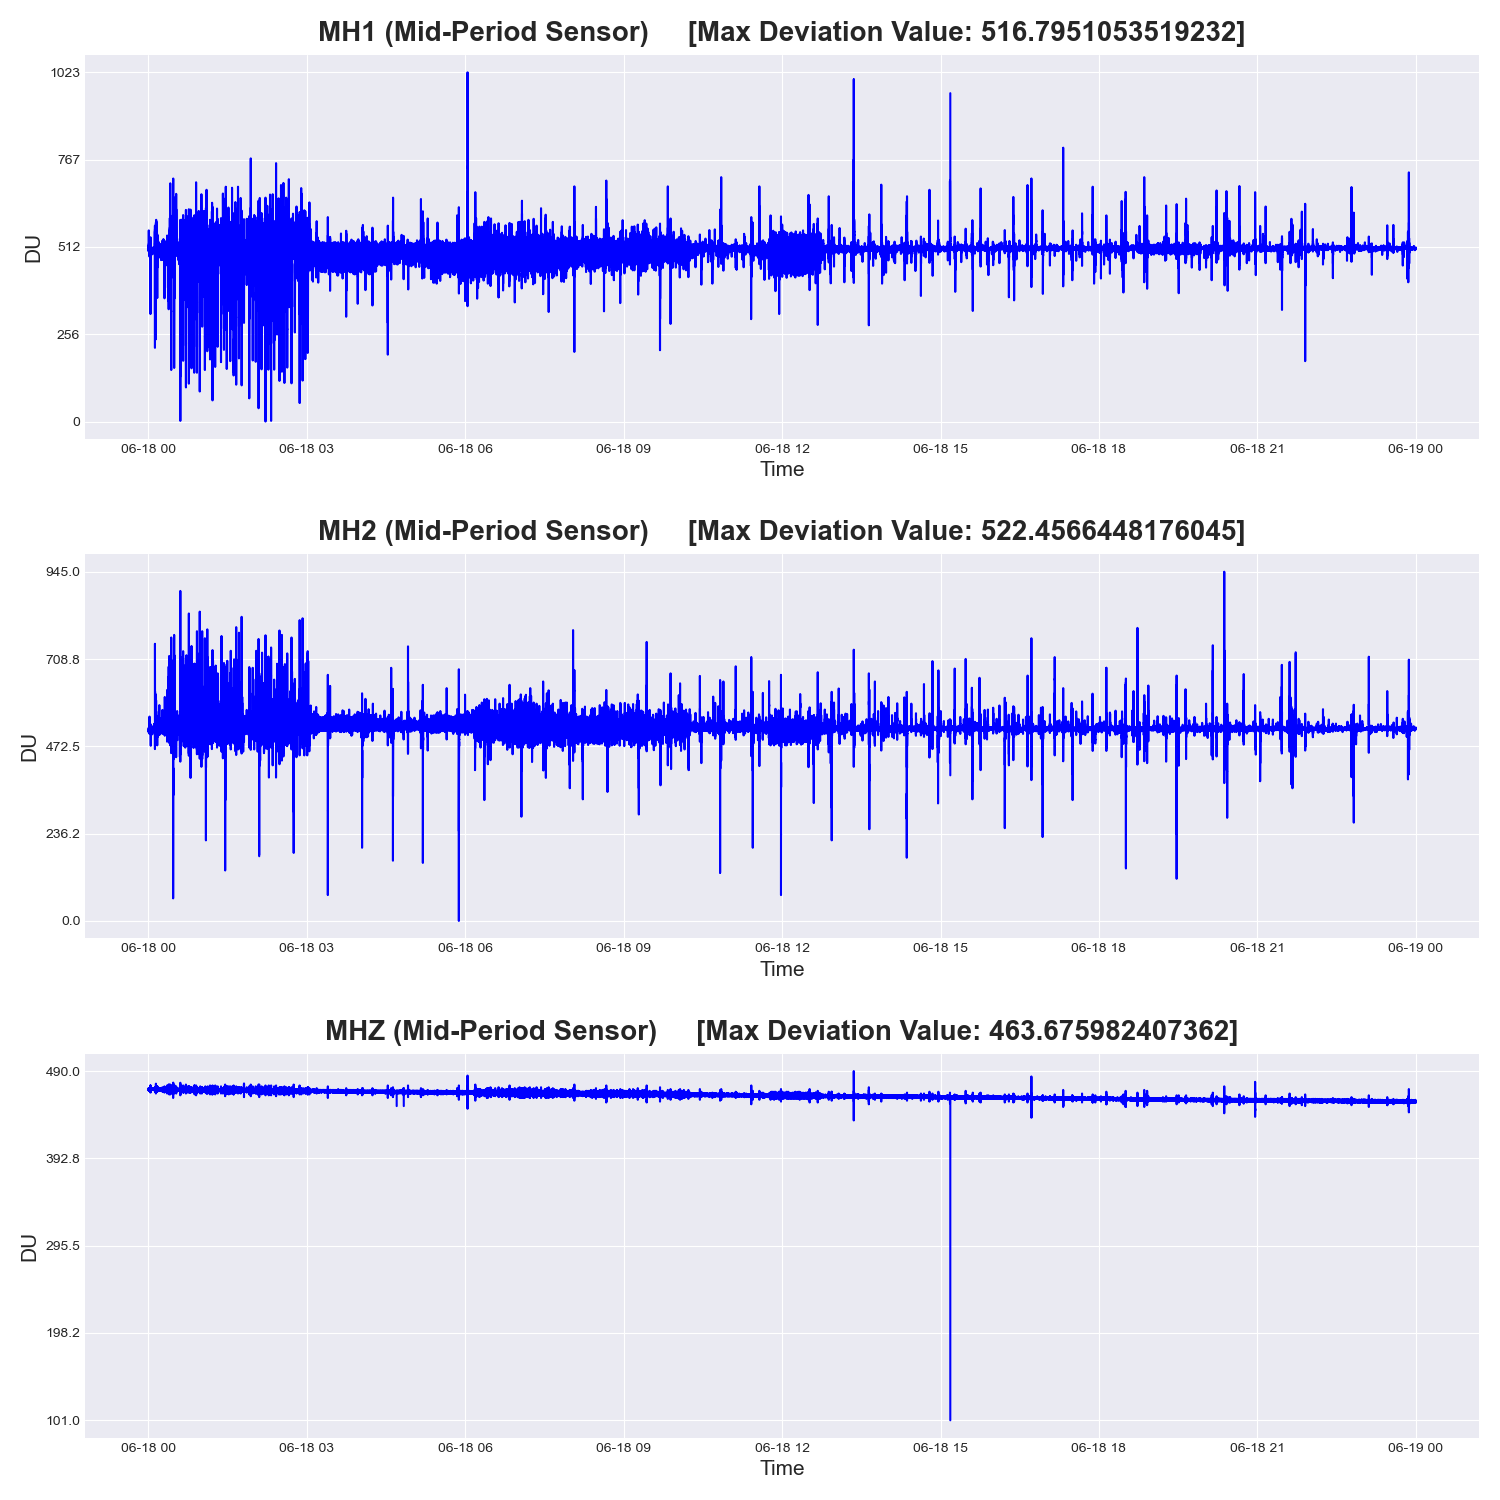 MH1 (Mid-Period Sensor) [Max Deviation Value: 516.7951053519232]
1023
767
512
256
0
DU
06-18 00 06-18 03 06-18 06 06-18 09 06-18 12 06-18 15 06-18 18 06-18 21 06-19 00
Time
MH2 (Mid-Period Sensor) [Max Deviation Value: 522.4566448176045]
945.0
708.8
472.5
236.2
0.0
DU
06-18 00 06-18 03 06-18 06 06-18 09 06-18 12 06-18 15 06-18 18 06-18 21 06-19 00
Time
MHZ (Mid-Period Sensor) [Max Deviation Value: 463.675982407362]
490.0
392.8
295.5
198.2
101.0
DU
06-18 00 06-18 03 06-18 06 06-18 09 06-18 12 06-18 15 06-18 18 06-18 21 06-19 00
Time